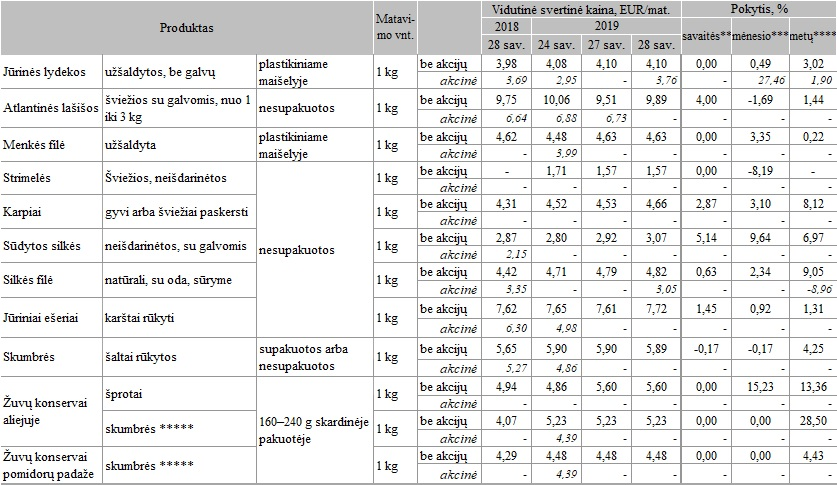 Produktas Matavi-mo vnt. Vidutinė svertinė kaina, EUR/mat. Pokytis, %
2018 2019 savaitės** mėnesio*** metų****
28 sav. 24 sav. 27 sav. 28 sav.
Jūrinės lydekos užšaldytos, be galvų plastikiniame maišelyje 1 kg be akcijų 3,98 4,08 4,10 4,10 0,00 0,49 3,02
akcinė 3,69 2,95 - 3,76 - 27,46 1,90
Atlantinės lašišos šviežios su galvomis, nuo 1 iki 3 kg nesupakuotos 1 kg be akcijų 9,75 10,06 9,51 9,89 4,00 -1,69 1,44
akcinė 6,64 6,88 6,73 - - - -
Menkės filė užšaldyta plastikiniame maišelyje 1 kg be akcijų 4,62 4,48 4,63 4,63 0,00 3,35 0,22
akcinė - 3,99 - - - - -
Strimelės Šviežios, neišdarinėtos nesupakuotos 1 kg be akcijų - 1,71 1,57 1,57 0,00 -8,19 -
akcinė - - - - - - -
Karpiai gyvi arba šviežiai paskersti 1 kg be akcijų 4,31 4,52 4,53 4,66 2,87 3,10 8,12
akcinė - - - - - - -
Sūdytos silkės neišdarinėtos, su galvomis 1 kg be akcijų 2,87 2,80 2,92 3,07 5,14 9,64 6,97
akcinė 2,15 - - - - - -
Silkės filė natūrali, su oda, sūryme 1 kg be akcijų 4,42 4,71 4,79 4,82 0,63 2,34 9,05
akcinė 3,35 - - 3,05 - - -8,96
Jūriniai ešeriai karštai rūkyti 1 kg be akcijų 7,62 7,65 7,61 7,72 1,45 0,92 1,31
akcinė 6,30 4,98 - - - - -
Skumbrės šaltai rūkytos supakuotos arba nesupakuotos 1 kg be akcijų 5,65 5,90 5,90 5,89 -0,17 -0,17 4,25
akcinė 5,27 4,86 - - - - -
Žuvų konservai aliejuje šprotai 160–240 g skardinėje pakuotėje 1 kg be akcijų 4,94 4,86 5,60 5,60 0,00 15,23 13,36
akcinė - - - - - - -
skumbrės ***** 1 kg be akcijų 4,07 5,23 5,23 5,23 0,00 0,00 28,50
akcinė - 4,39 - - - - -
Žuvų konservai pomidorų padaže skumbrės ***** 1 kg be akcijų 4,29 4,48 4,48 4,48 0,00 0,00 4,43
akcinė - 4,39 - - - - -